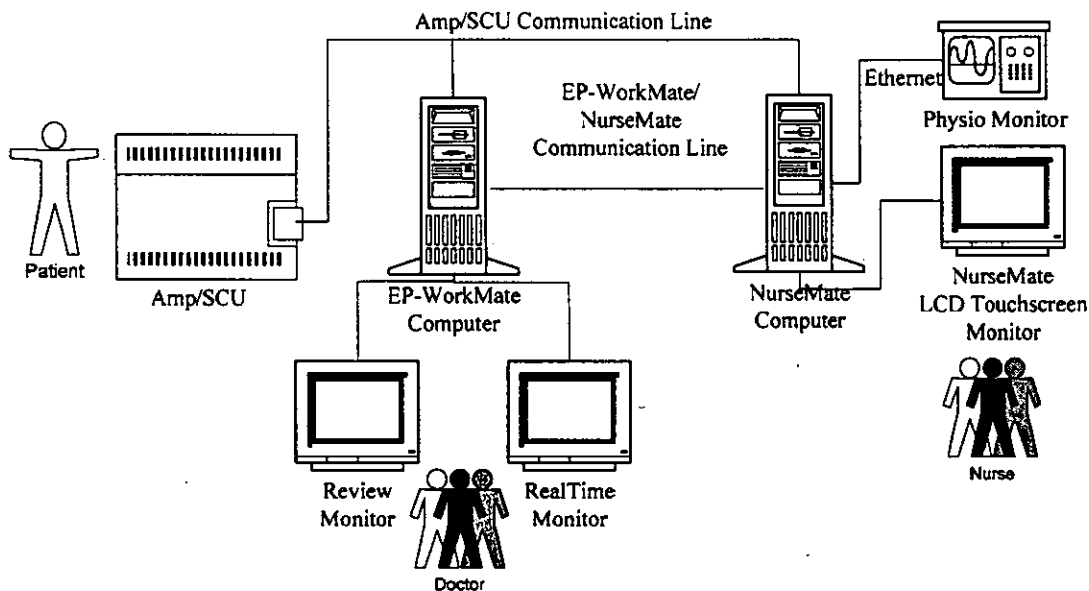 Amp/SCU Communication Line
Ethernet
Physio Monitor
EP-WorkMate/
NurseMate
Communication Line
Patient
Amp/SCU
EP-WorkMate
Computer
NurseMate
Computer
NurseMate
LCD Touchscreen
Monitor
Review
Monitor
RealTime
Monitor
Doctor
Nurse